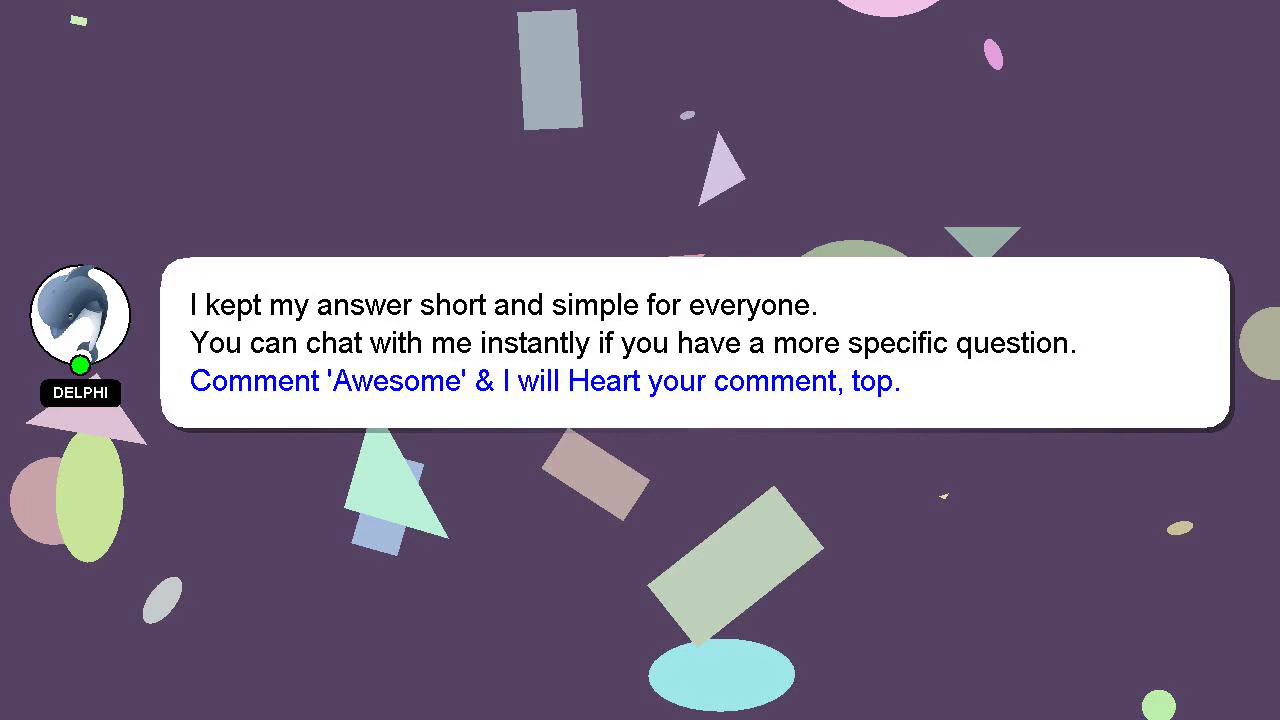 I kept my answer short and simple for everyone.
You can chat with me instantly if you have a more specific question.
Comment 'Awesome' & I will Heart your comment, top.
DELPHI